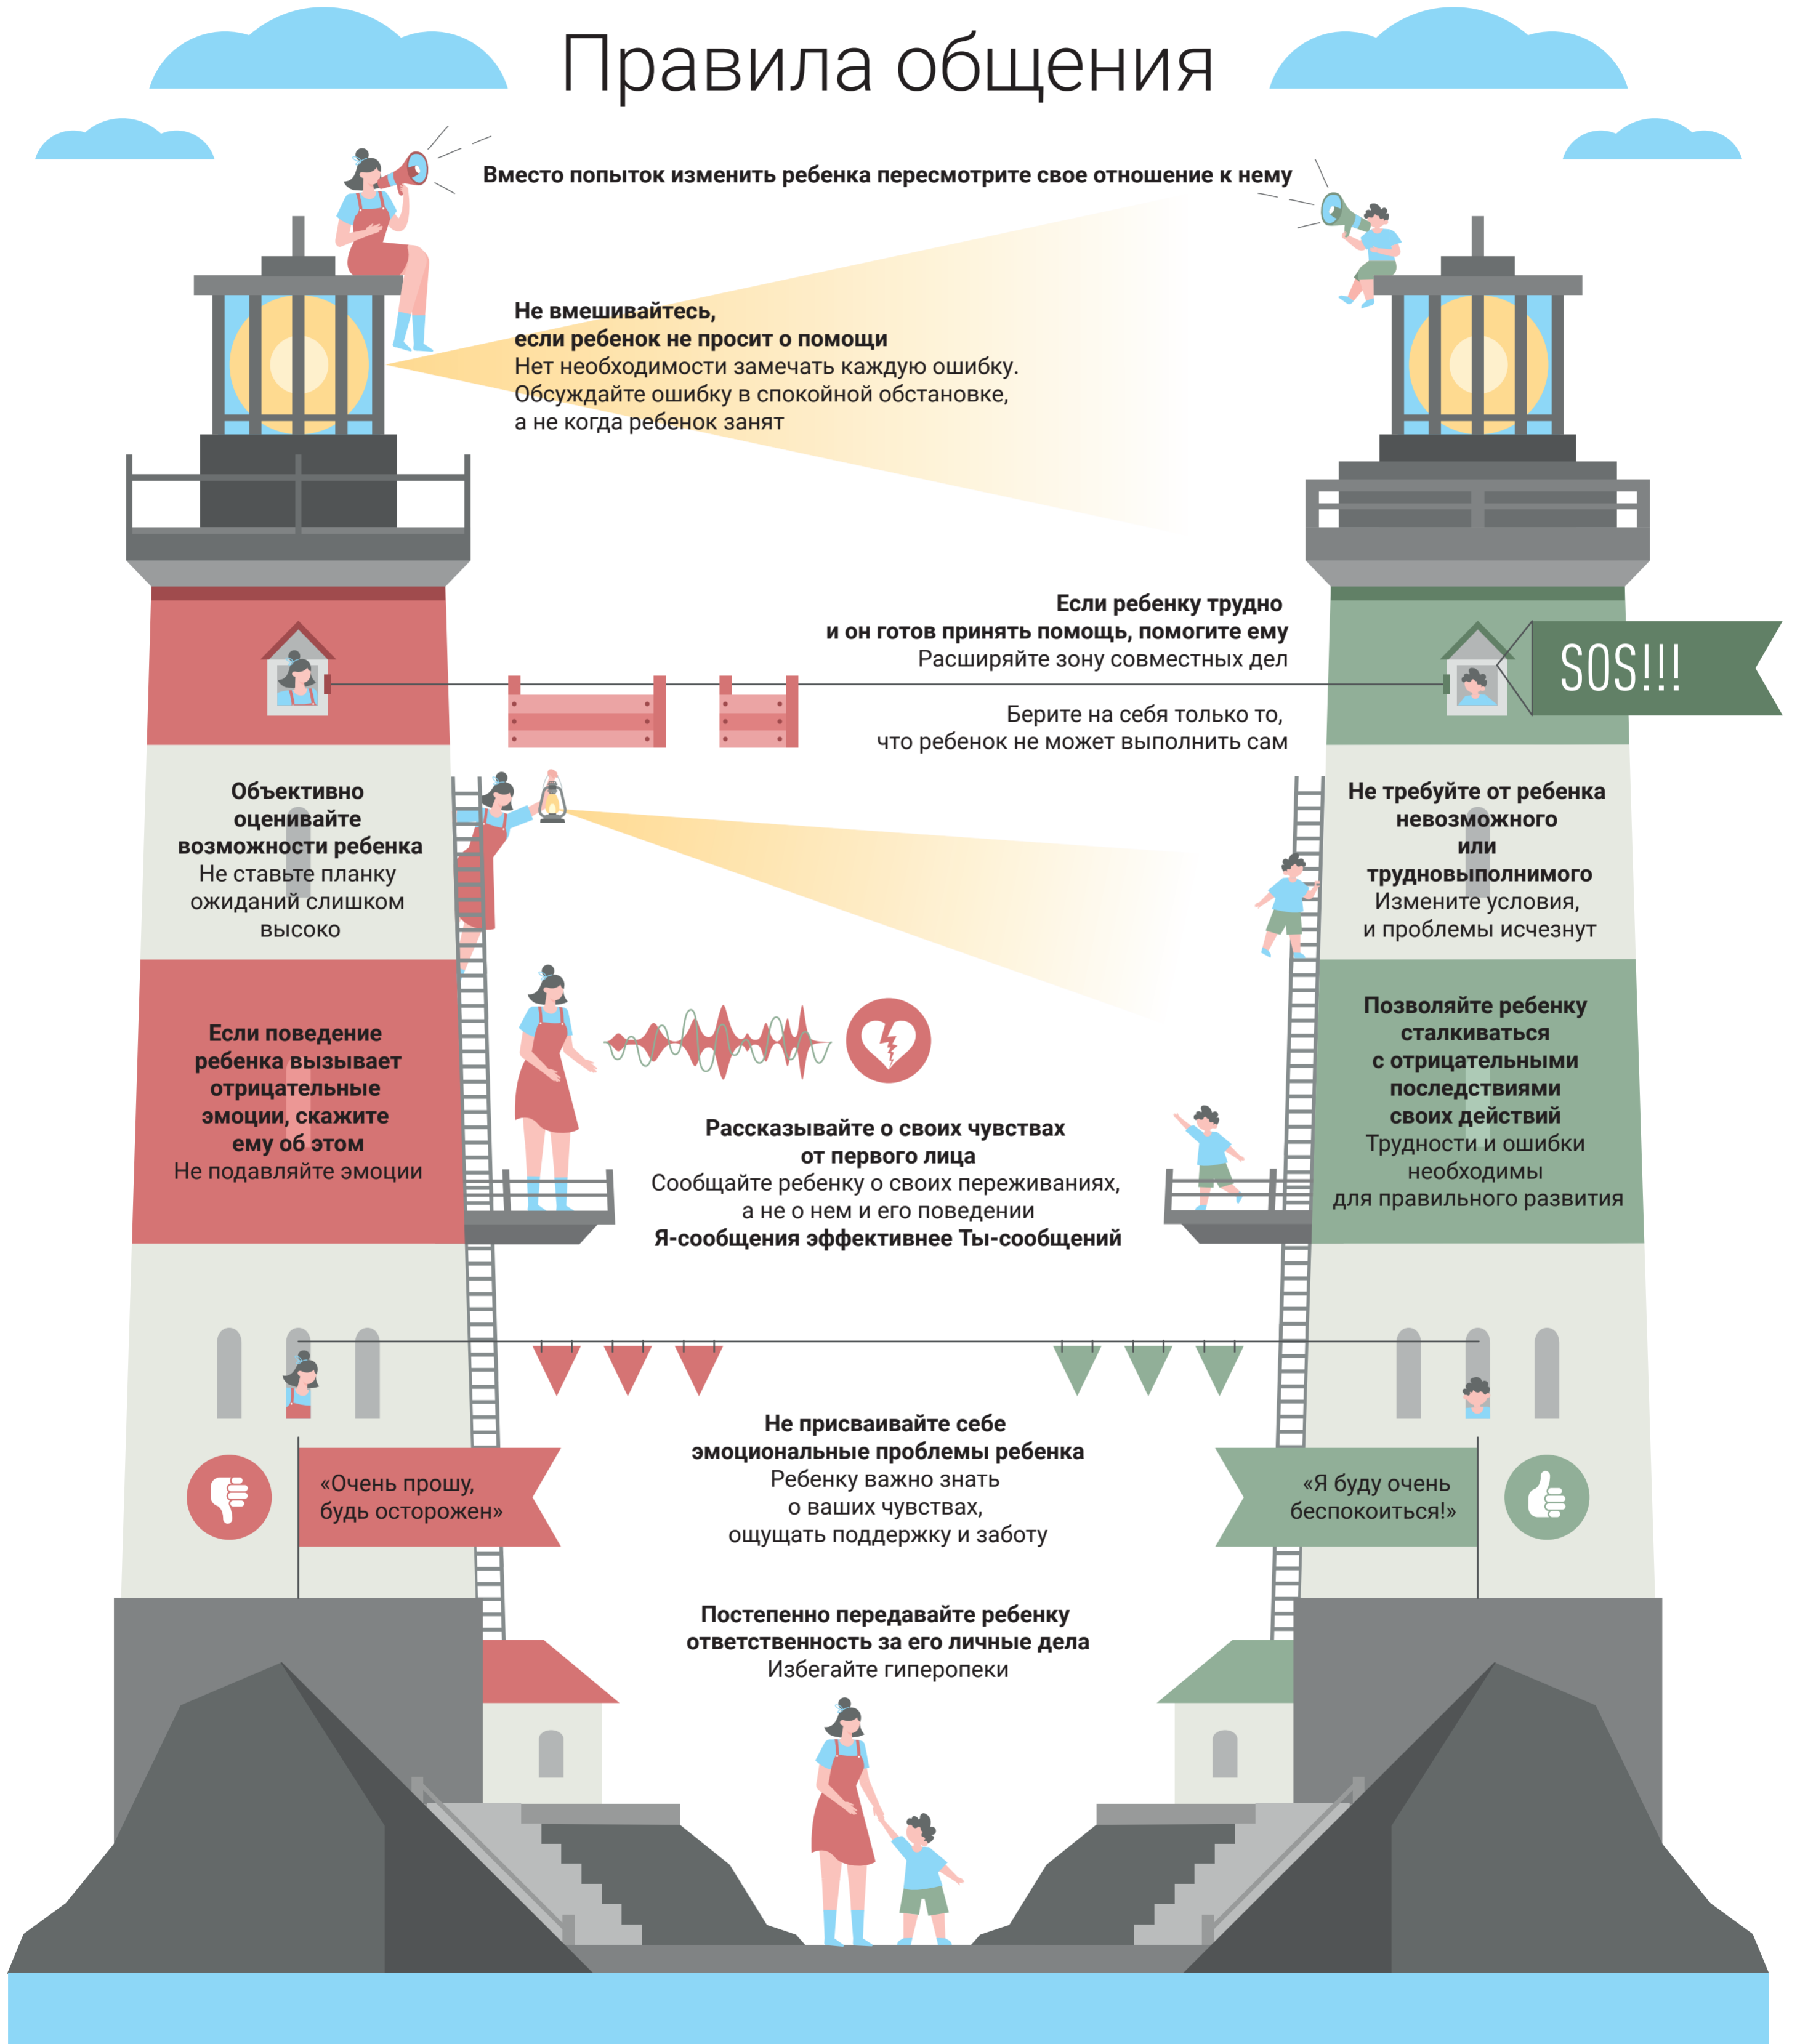 Правила общения
Вместо попыток изменить ребенка пересмотрите свое отношение к нему
Не вмешивайтесь,
если ребенок не просит о помощи
Нет необходимости замечать каждую ошибку.
Обсуждайте ошибку в спокойной обстановке,
а не когда ребенок занят
Если ребенку трудно
и он готов принять помощь, помогите ему
Расширяйте зону совместных дел
SOS!!!
Берите на себя только то,
что ребенок не может выполнить сам
Объективно
оценивайте
возможности ребенка
Не ставьте планку
ожиданий слишком
высоко
Не требуйте от ребенка
невозможного
или
трудновыполнимого
Измените условия,
и проблемы исчезнут
Если поведение
ребенка вызывает
отрицательные
эмоции, скажите
ему об этом
Не подавляйте эмоции
Рассказывайте о своих чувствах
от первого лица
Сообщайте ребенку о своих переживаниях,
а не о нем и его поведении
Я-сообщения эффективнее Ты-сообщений
Позволяйте ребенку
сталкиваться
с отрицательными
последствиями
своих действий
Трудности и ошибки
необходимы
для правильного развития
Не присваивайте себе
эмоциональные проблемы ребенка
Ребенку важно знать
о ваших чувствах,
ощущать поддержку и заботу
«Очень прошу,
будь осторожен»
«Я буду очень
беспокоиться!»
Постепенно передавайте ребенку
ответственность за его личные дела
Избегайте гиперопеки